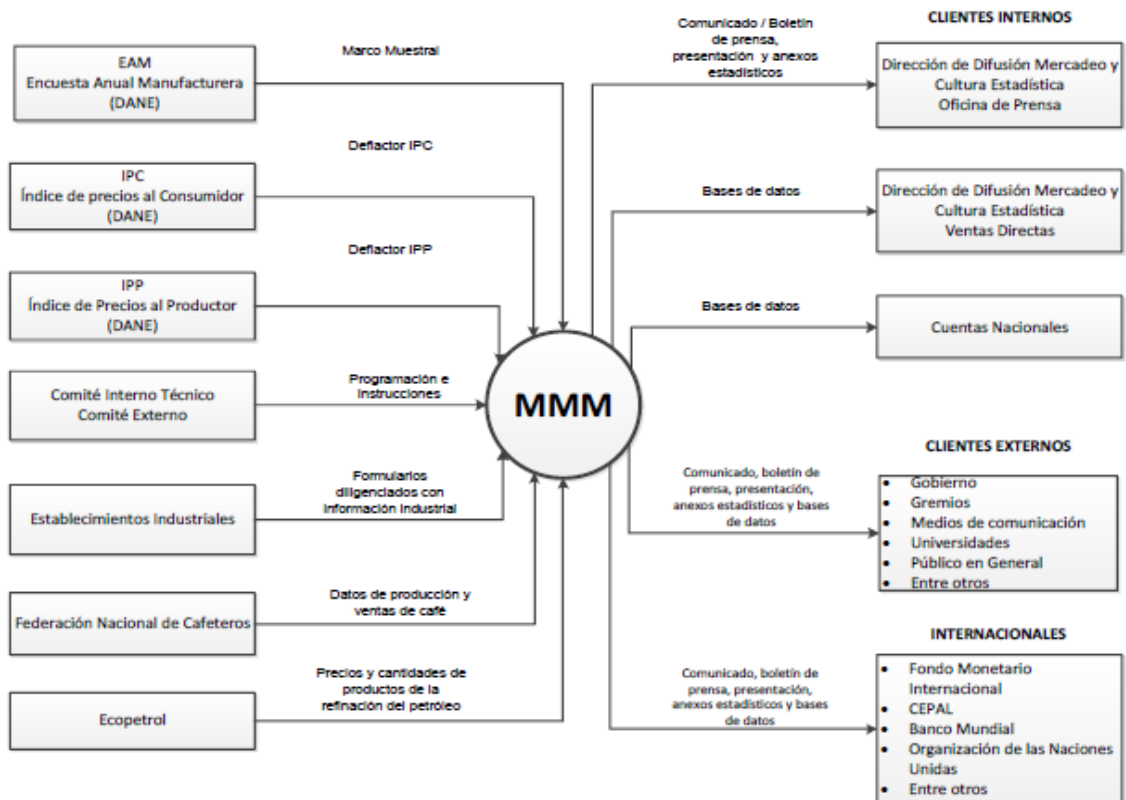 EAM
Encuesta Anual Manufacturera
(DANE)
Marco Muestral
IPC
Índice de precios al Consumidor
(DANE)
Deflactor IPC
IPP
Índice de Precios al Productor
(DANE)
Deflactor IPP
Comité Interno Técnico
Comité Externo
Programación e
Instrucciones
Establecimientos Industriales
Formularios
diligenciados con
información industrial
Federación Nacional de Cafeteros
Datos de producción y
ventas de café
Ecopetrol
Precios y cantidades de
productos de la
refinación del petróleo
MMM
CLIENTES INTERNOS
Comunicado / Boletín
de prensa,
presentación y anexos
estadísticos
Dirección de Difusión Mercadeo y
Cultura Estadística
Oficina de Prensa
Bases de datos
Dirección de Difusión Mercadeo y
Cultura Estadística
Ventas Directas
Bases de datos
Cuentas Nacionales
CLIENTES EXTERNOS
Comunicado, boletín de
prensa, presentación,
anexos estadísticos y bases
de datos
• Gobierno
• Gremios
• Medios de comunicación
• Universidades
• Público en General
• Entre otros
INTERNACIONALES
Comunicado, boletín de
prensa, presentación,
anexos estadísticos y bases
de datos
• Fondo Monetario
Internacional
• CEPAL
• Banco Mundial
• Organización de las Naciones
Unidas
• Entre otros